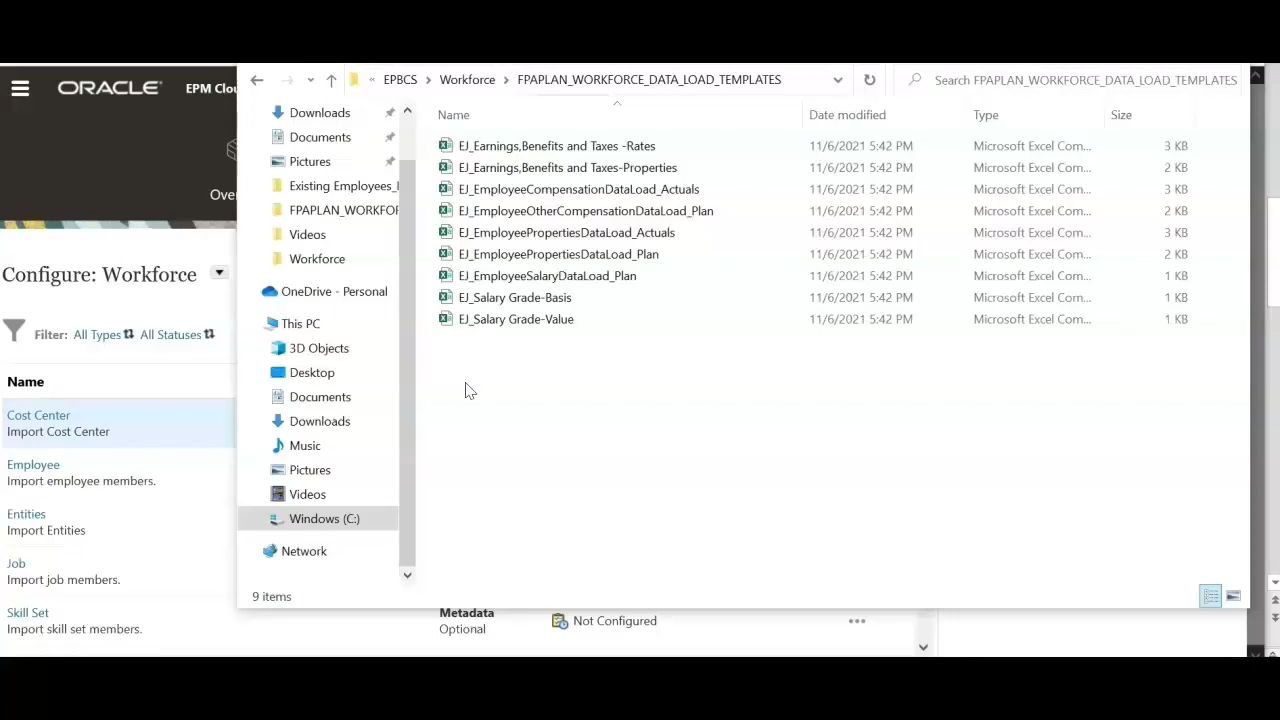 ORACLE EPM Clou
Over
Configure: Workforce
Filter: All Types All Statuses
Name
Cost Center
Import Cost Center
Employee
Import employee members.
Entities
Import Entities
Job
Import job members.
Skill Set
Import skill set members.
« EPBCS > Workforce > FPAPLAN_WORKFORCE_DATA_LOAD_TEMPLATES
Search FPAPLAN_WORKFORCE_DATA_LOAD_TEMPLATES
Downloads
Documents
Pictures
Existing Employees_
FPAPLAN_WORKFOR
Videos
Workforce
OneDrive - Personal
This PC
3D Objects
Desktop
Documents
Downloads
Music
Pictures
Videos
Windows (C:)
Network
Name Date modified Type Size
EJ_Earnings,Benefits and Taxes -Rates 11/6/2021 5:42 PM Microsoft Excel Com... 3 KB
EJ_Earnings,Benefits and Taxes-Properties 11/6/2021 5:42 PM Microsoft Excel Com... 2 KB
EJ_EmployeeCompensationDataLoad_Actuals 11/6/2021 5:42 PM Microsoft Excel Com... 3 KB
EJ_EmployeeOtherCompensationDataLoad_Plan 11/6/2021 5:42 PM Microsoft Excel Com... 2 KB
EJ_EmployeePropertiesDataLoad_Actuals 11/6/2021 5:42 PM Microsoft Excel Com... 3 KB
EJ_EmployeePropertiesDataLoad_Plan 11/6/2021 5:42 PM Microsoft Excel Com... 2 KB
EJ_EmployeeSalaryDataLoad_Plan 11/6/2021 5:42 PM Microsoft Excel Com... 1 KB
EJ_Salary Grade-Basis 11/6/2021 5:42 PM Microsoft Excel Com... 1 KB
EJ_Salary Grade-Value 11/6/2021 5:42 PM Microsoft Excel Com... 1 KB
9 items
Metadata
Optional
Not Configured